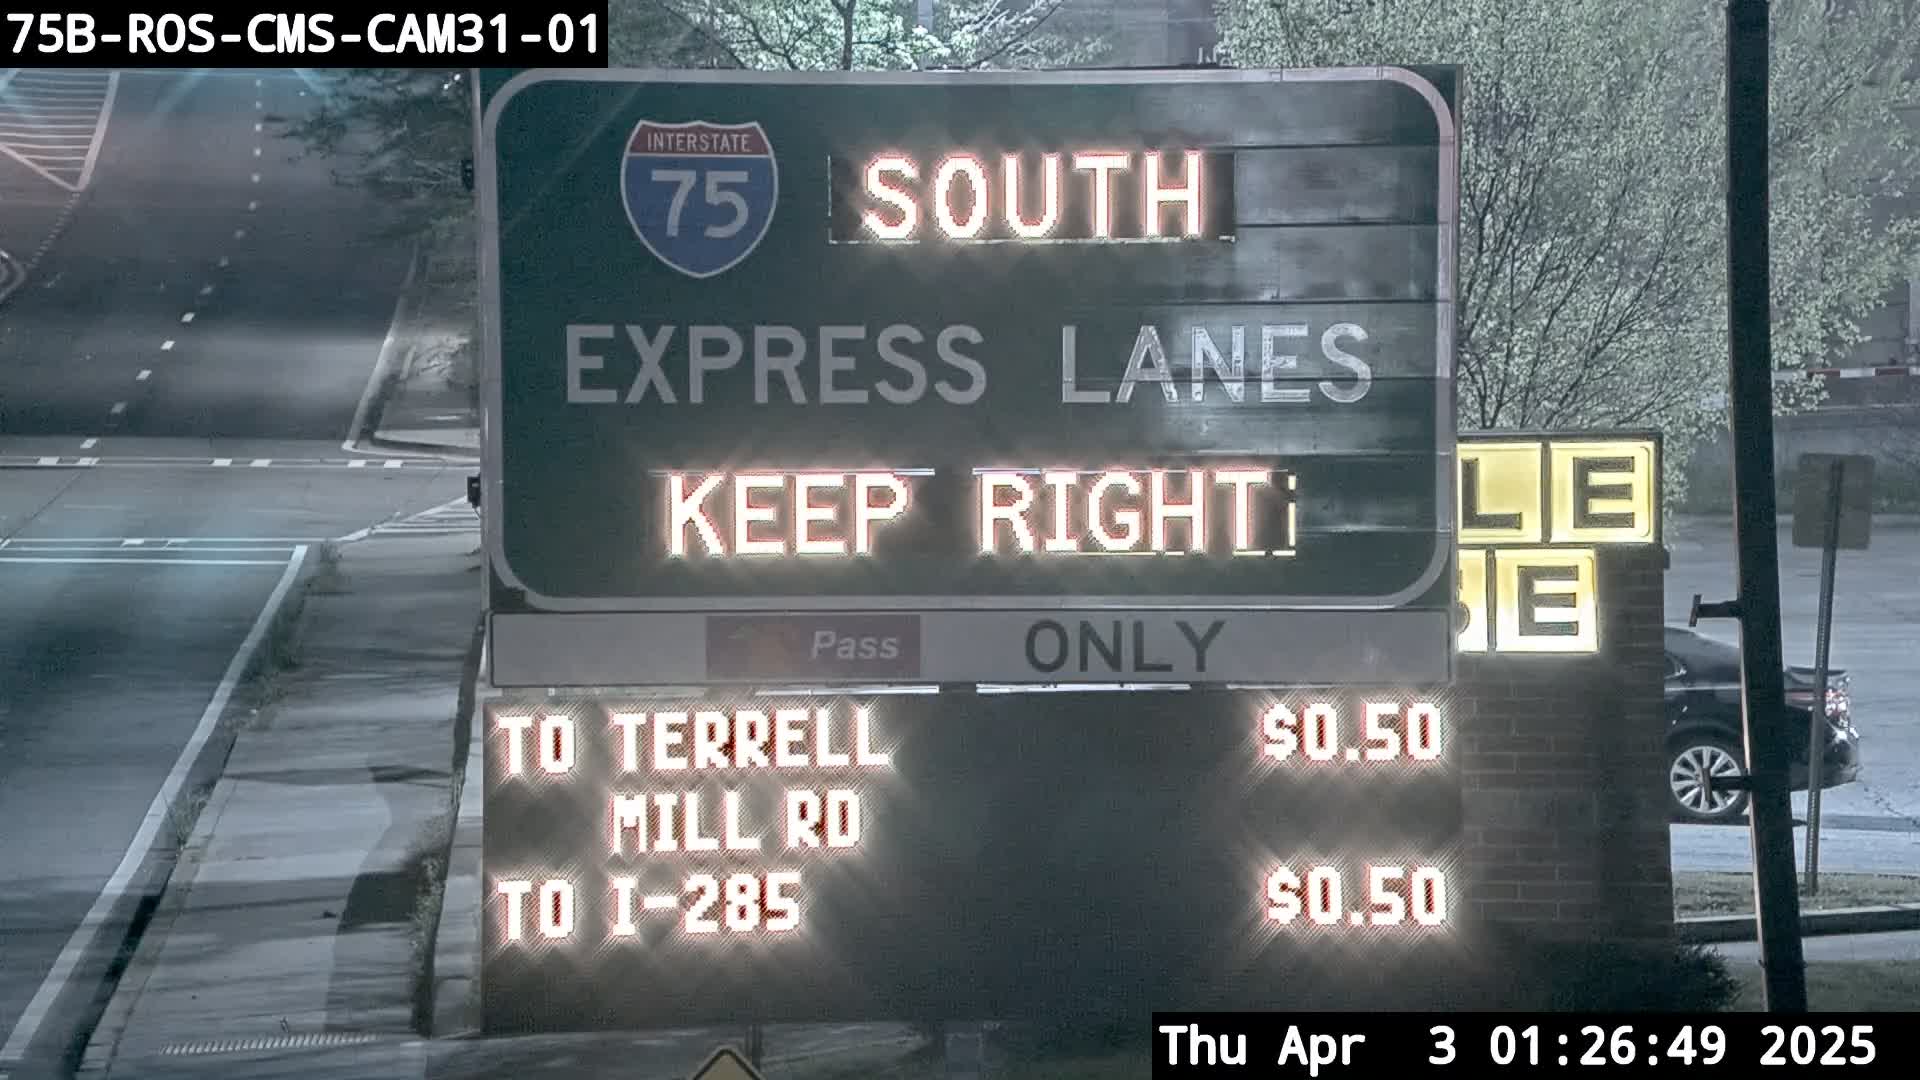 75B-ROS-CMS-CAM31-01
INTERSTATE
75
SOUTH
EXPRESS LANES
KEEP RIGHT
LE
E
Pass ONLY
TO TERRELL $0.50
MILL RD
TO I-285 $0.50
Thu Apr 3 01:26:49 2025